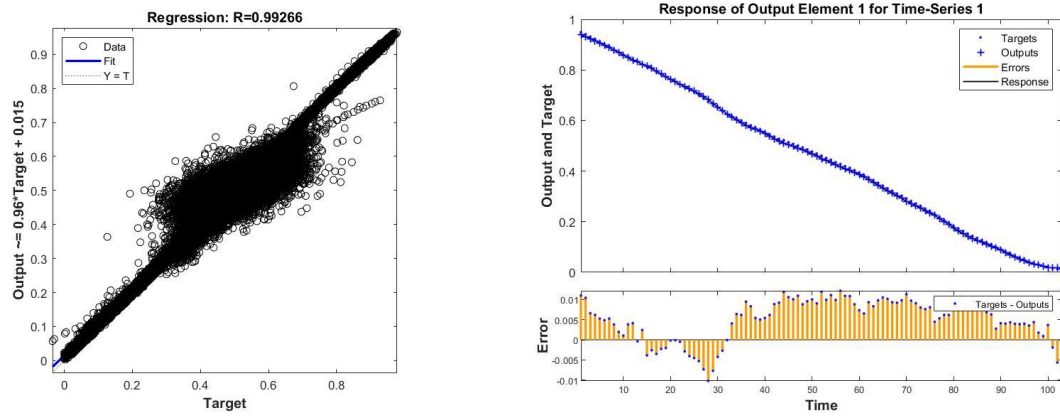 Regression: R=0.99266
Data
Fit
Y = T
Output ~= 0.96*Target + 0.015
0.9
0.8
0.7
0.6
0.5
0.4
0.3
0.2
0.1
0
0 0.2 0.4 0.6 0.8
Target
Response of Output Element 1 for Time-Series 1
Targets
Outputs
Errors
Response
Output and Target
1
0.8
0.6
0.4
0.2
0
Targets - Outputs
Error
0.01
0.005
0
-0.005
-0.01
10 20 30 40 50 60 70 80 90 100
Time